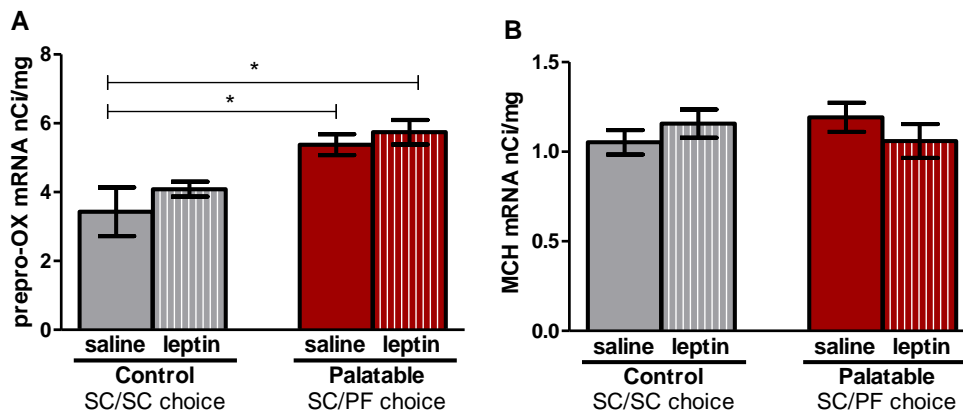 A
prepro-OX mRNA nCi/mg
8
6
4
2
0
*
*
saline leptin saline leptin
Control Palatable
SC/SC choice SC/PF choice
B
MCH mRNA nCi/mg
1.5
1.0
0.5
0.0
saline leptin saline leptin
Control Palatable
SC/SC choice SC/PF choice